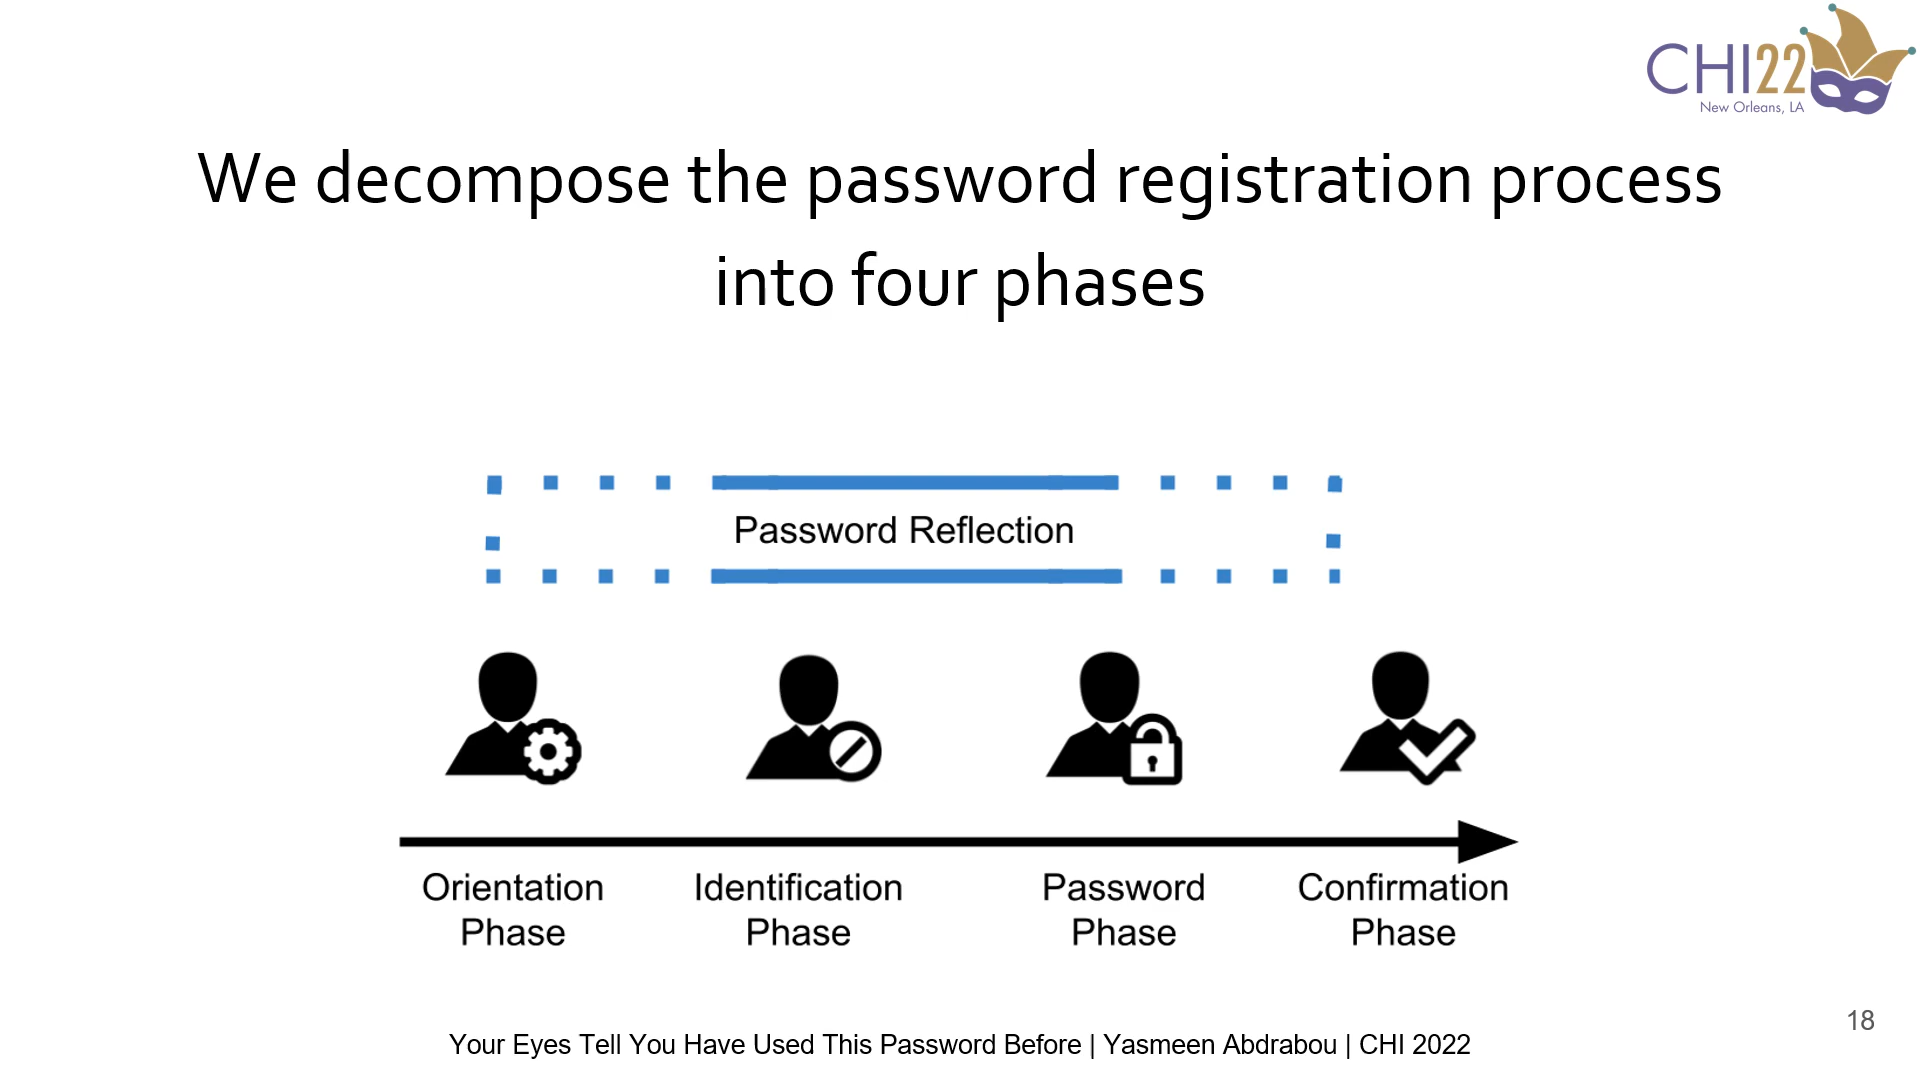 CHI22
New Orleans, LA
We decompose the password registration process
into four phases
Password Reflection
Orientation
Phase
Identification
Phase
Password
Phase
Confirmation
Phase
18
Your Eyes Tell You Have Used This Password Before | Yasmeen Abdrabou | CHI 2022